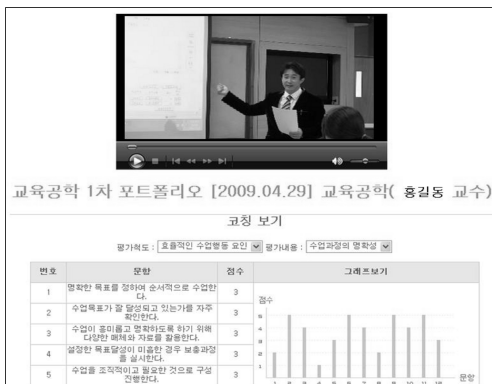 교육공학 1차 포트폴리오 [2009.04.29] 교육공학( 홍길동 교수)
코칭 보기
평가척도 : 효율적인 수업행동 요인 평가내용 : 수업과정의 명확성
번호 문항 점수 그래프보기
1 명확한 목표를 정하여 순서적으로 수업한다. 3
2 수업목표가 잘 달성되고 있는가를 자주 확인한다. 3
3 수업이 흥미롭고 명확하도록 하기 위해 다양한 매체와 자료를 활용한다. 3
4 설정한 목표달성이 미흡한 경우 보충과정을 실시한다. 3
5 수업을 조직적이고 필요한 것으로 구성 진행한다. 3
점수
5
4
3
2
1
문항